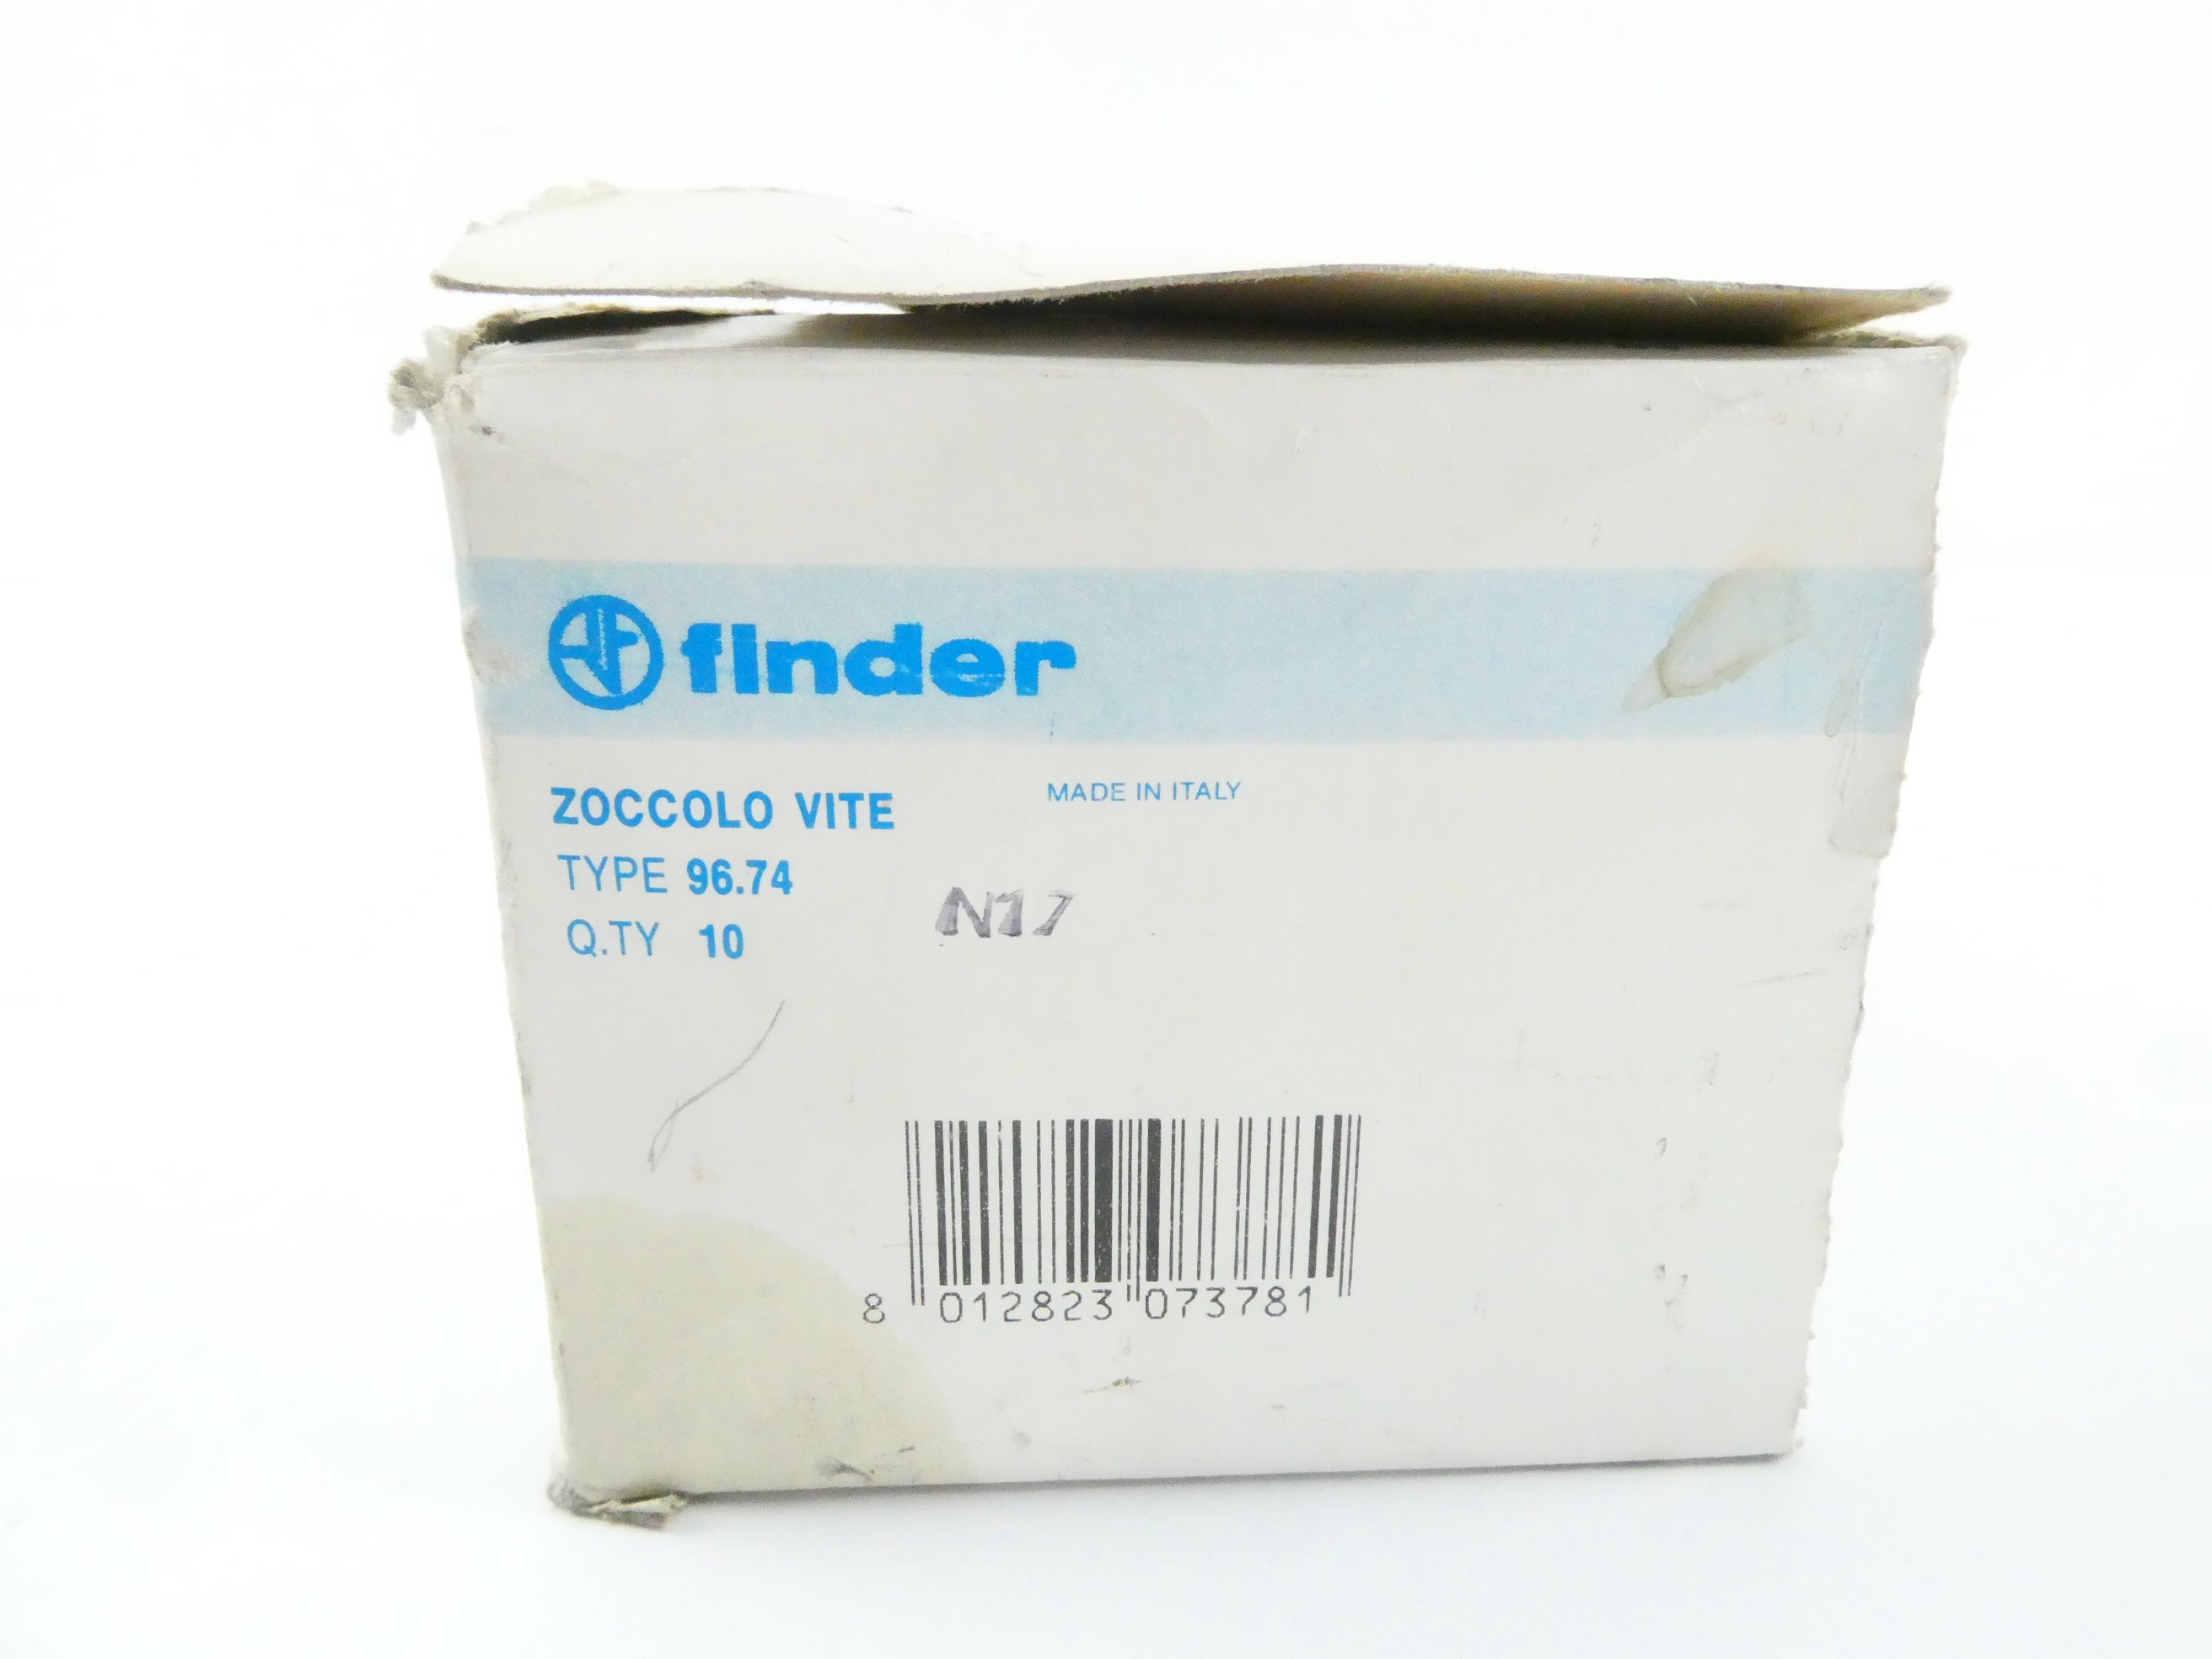 finder
ZOCCOLO VITE
MADE IN ITALY
TYPE 96.74
Q.TY 10
N17
8 012823 073781